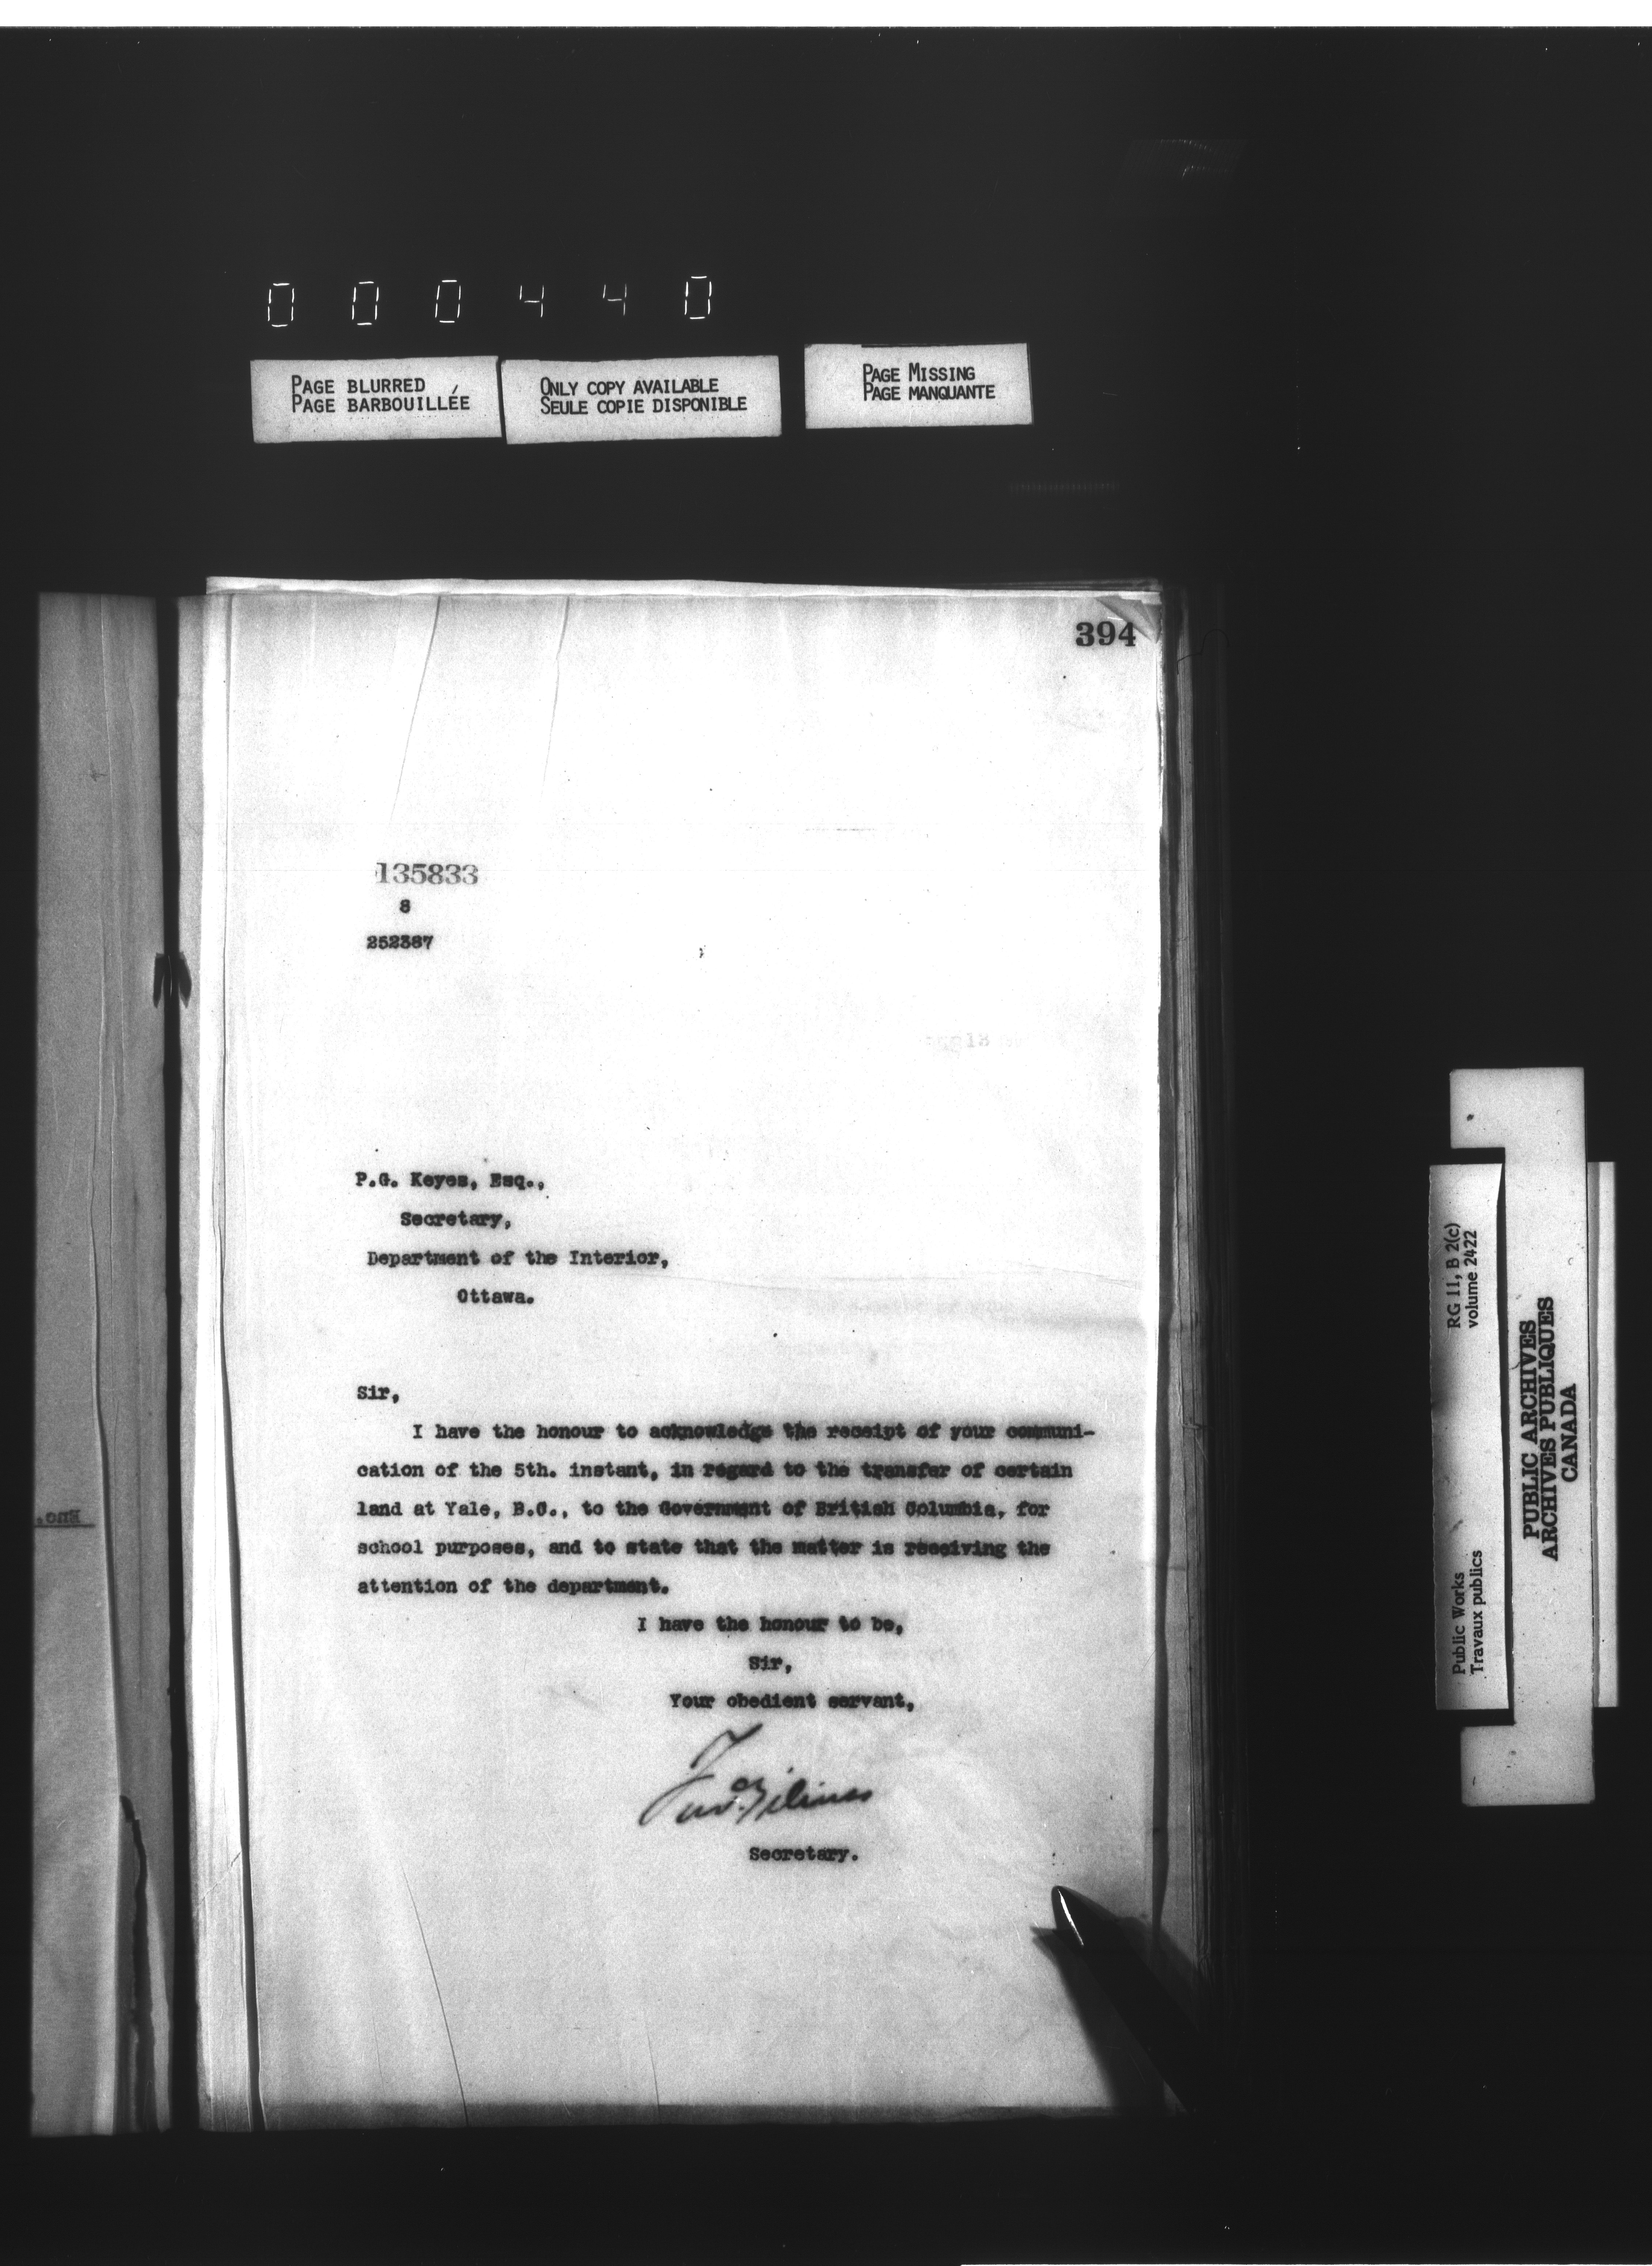 000440
PAGE BLURRED
PAGE BARBOUILLÉE
ONLY COPY AVAILABLE
SEULE COPIE DISPONIBLE
PAGE MISSING
PAGE MANQUANTE
394
135833
8
252387
P.G. Keyes, Esq.,
Secretary,
Department of the Interior,
Ottawa.
Sir,
I have the honour to acknowledge the receipt of your communi-
cation of the 5th. instant, in regard to the transfer of certain
land at Yale, B.C., to the Government of British Columbia, for
school purposes, and to state that the matter is receiving the
attention of the department.
I have the honour to be,
Sir,
Your obedient servant,
Secretary.
Public Works
Travaux publics
RG 11, B 2(c)
volume 2422
PUBLIC ARCHIVES
ARCHIVES PUBLIQUES
CANADA